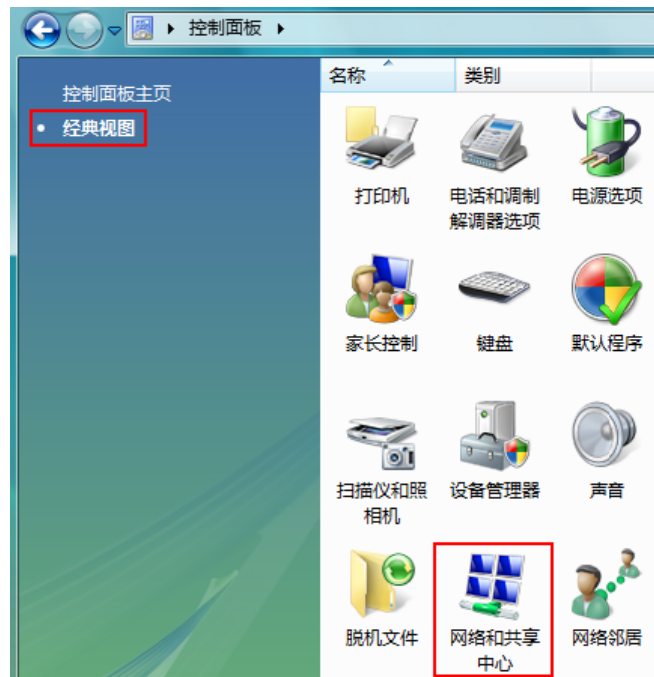 控制面板
控制面板主页
经典视图
名称 类别
打印机 电话和调制 电源选项
解调器选项
家长控制 键盘 默认程序
扫描仪和照 设备管理器 声音
相机
脱机文件 网络和共享 网络邻居
中心